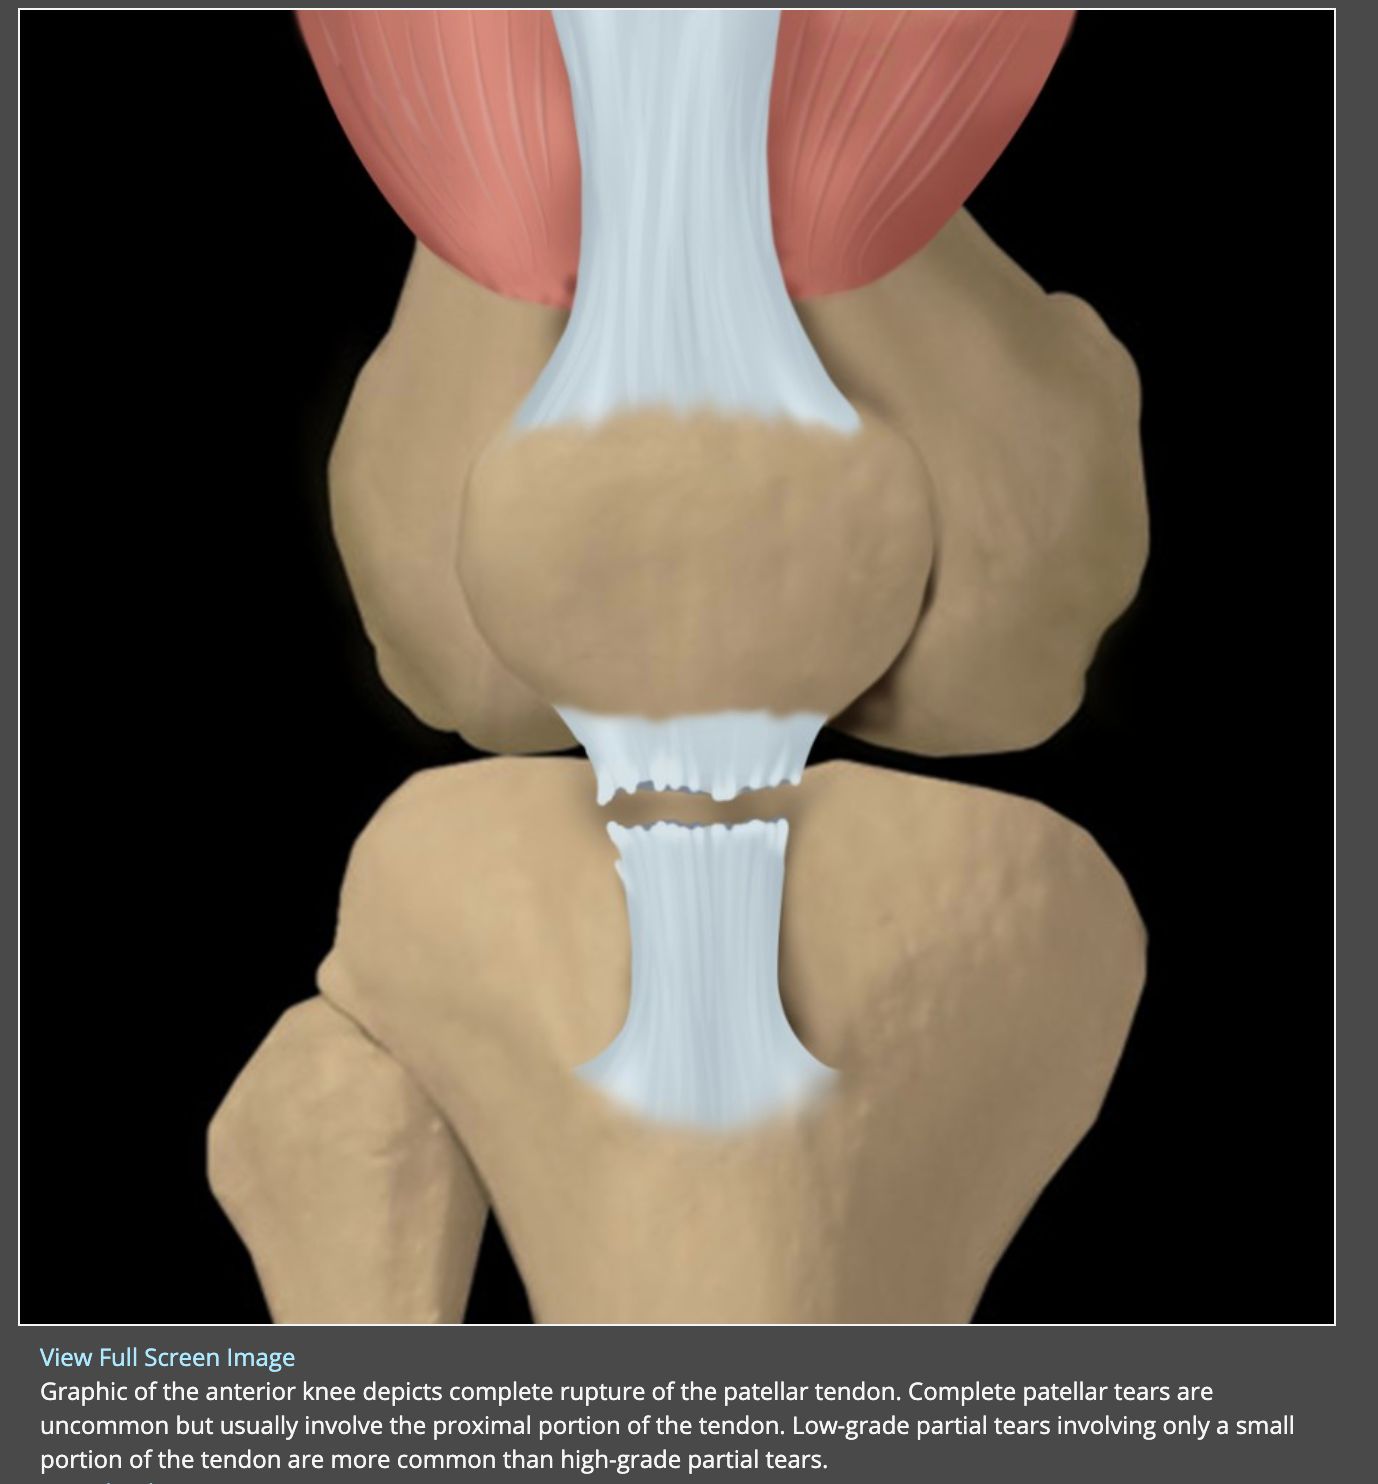 View Full Screen Image
Graphic of the anterior knee depicts complete rupture of the patellar tendon. Complete patellar tears are
uncommon but usually involve the proximal portion of the tendon. Low-grade partial tears involving only a small
portion of the tendon are more common than high-grade partial tears.